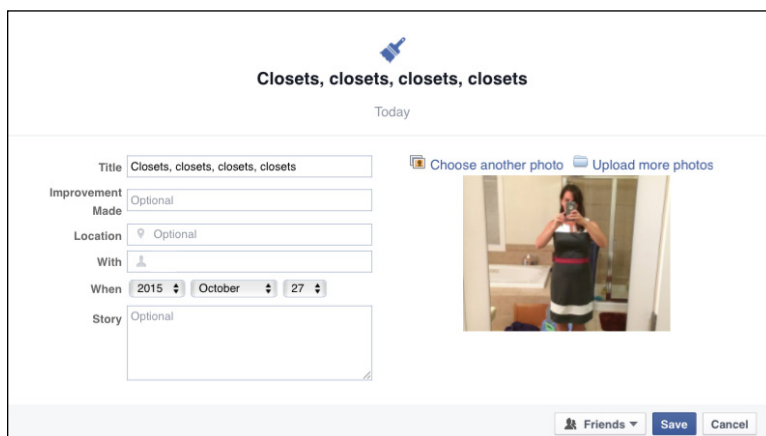 Closets, closets, closets, closets
Today
Title Closets, closets, closets, closets
Choose another photo Upload more photos
Improvement Made Optional
Location Optional
With
When 2015 October 27
Story Optional
Friends Save Cancel